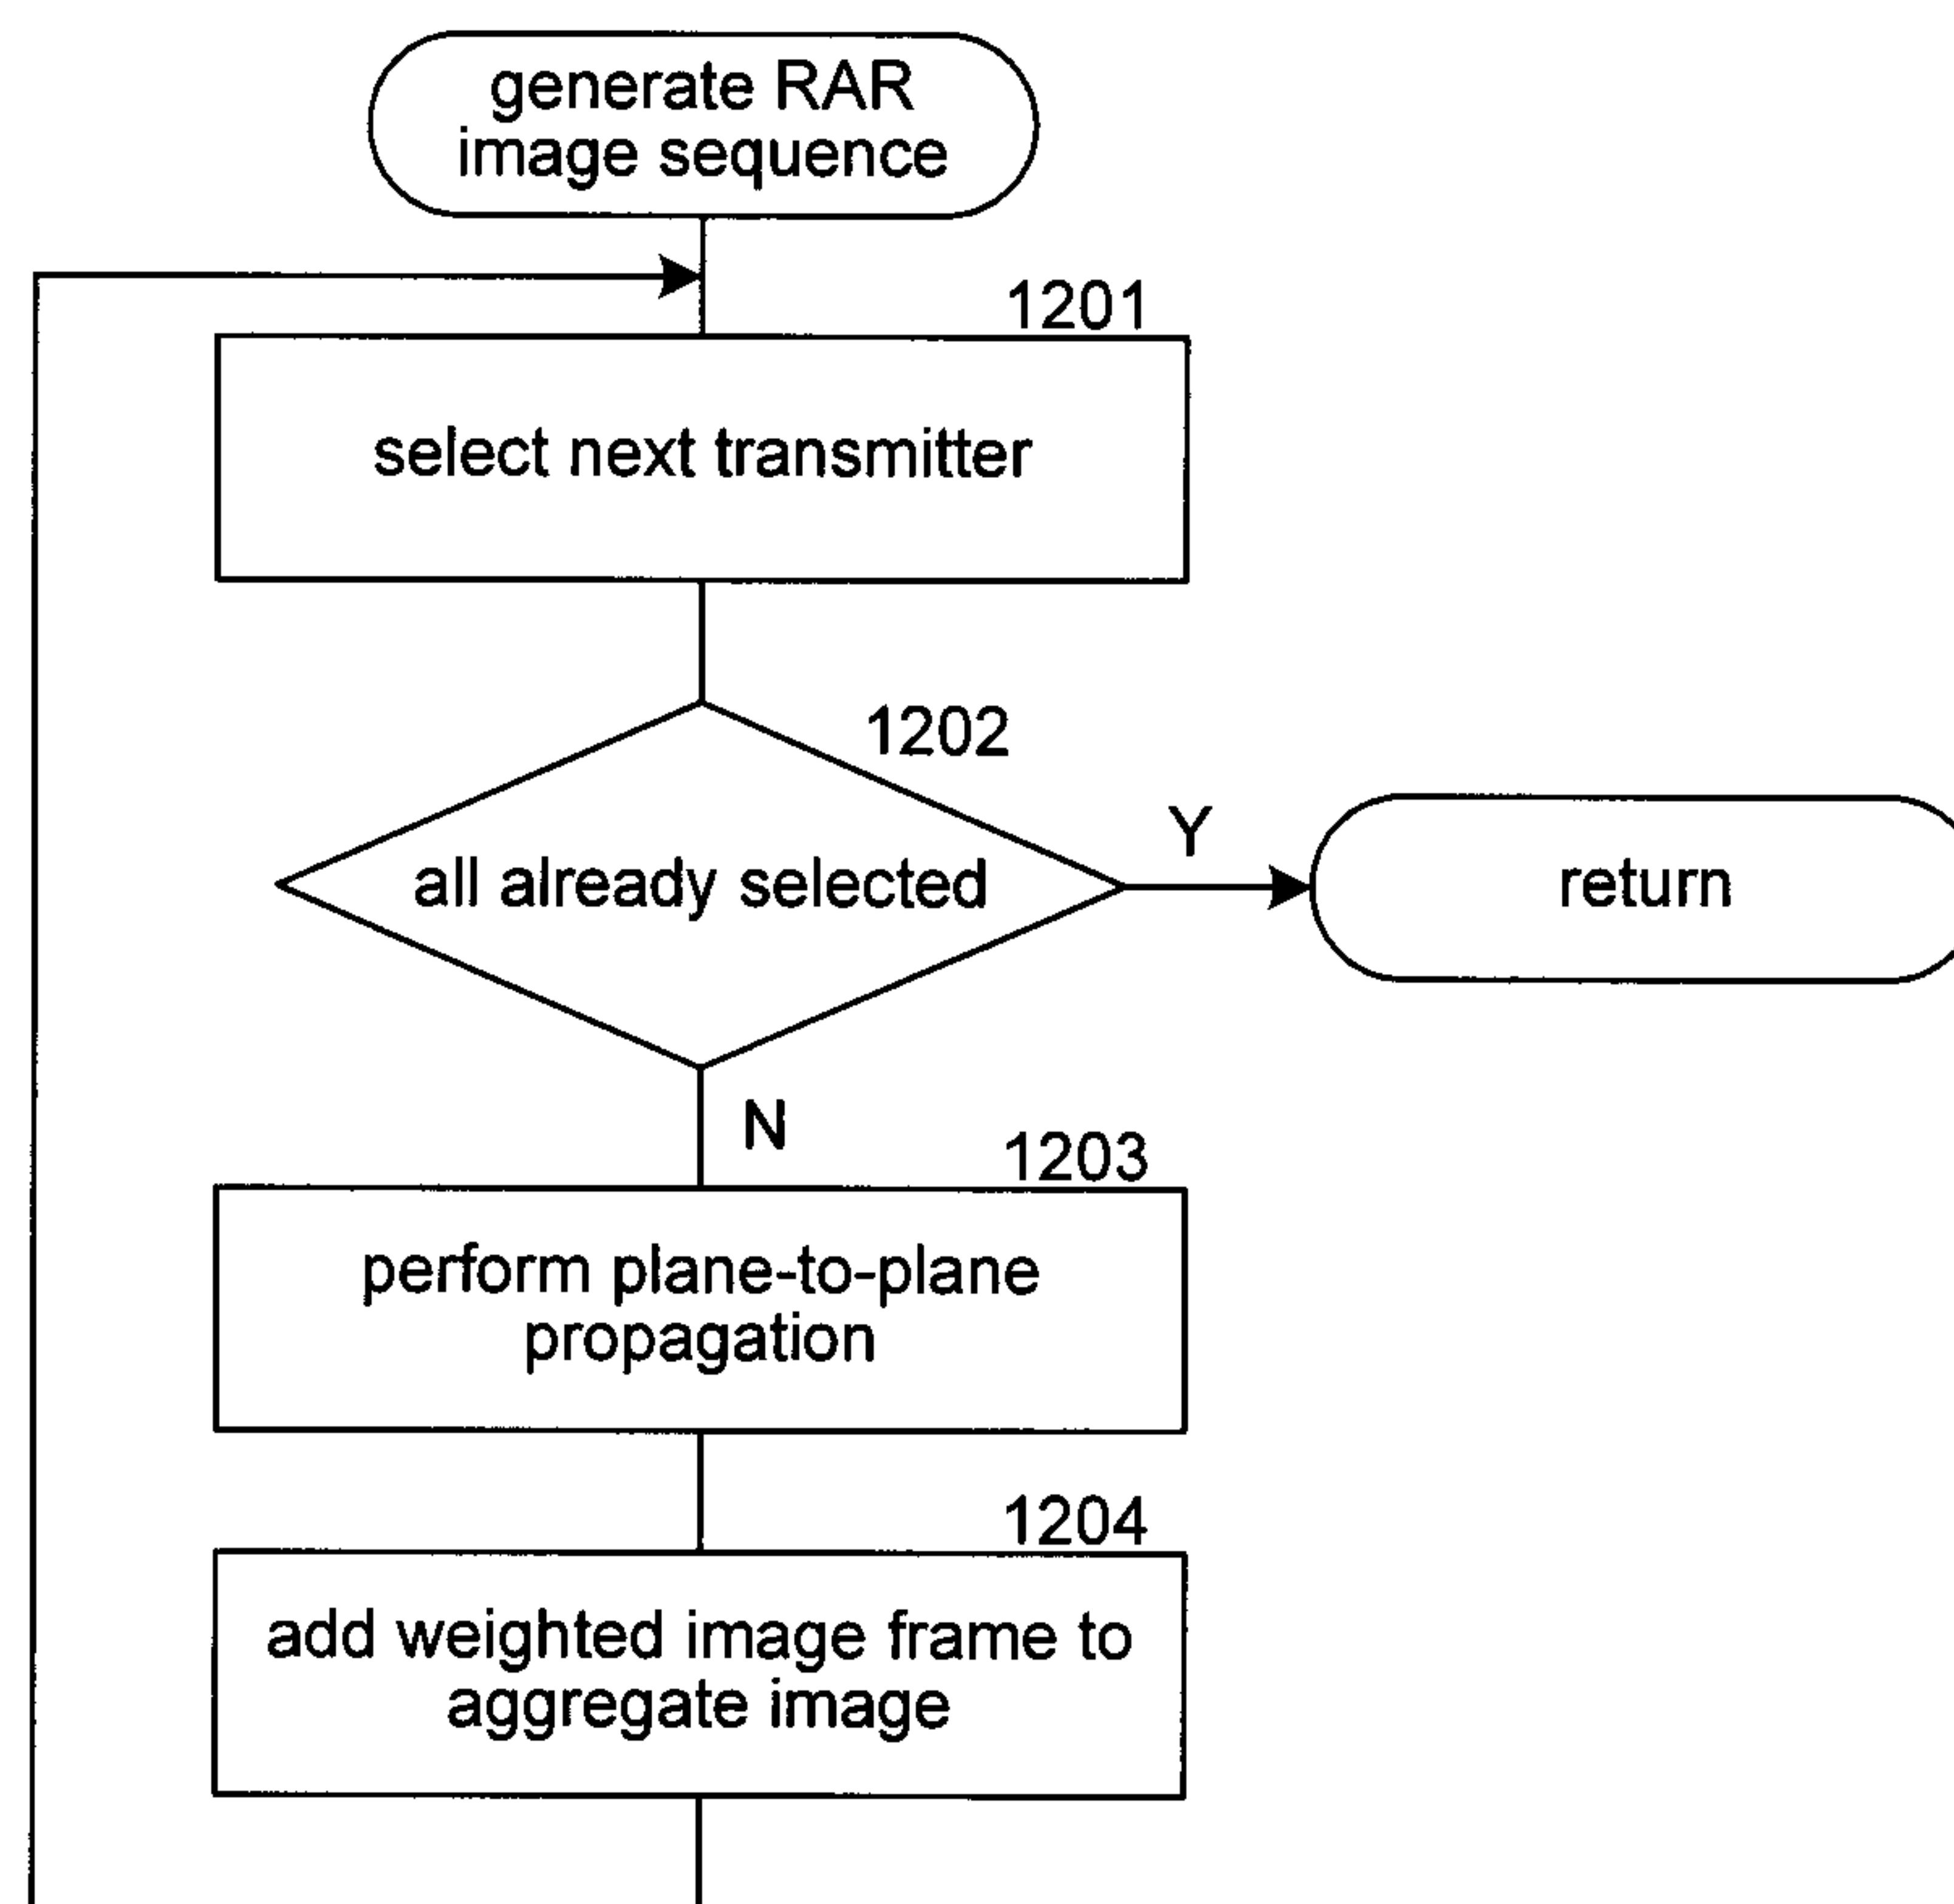 generate RAR
image sequence
1201
select next transmitter
1202
all already selected
Y
return
N
1203
perform plane-to-plane
propagation
1204
add weighted image frame to
aggregate image